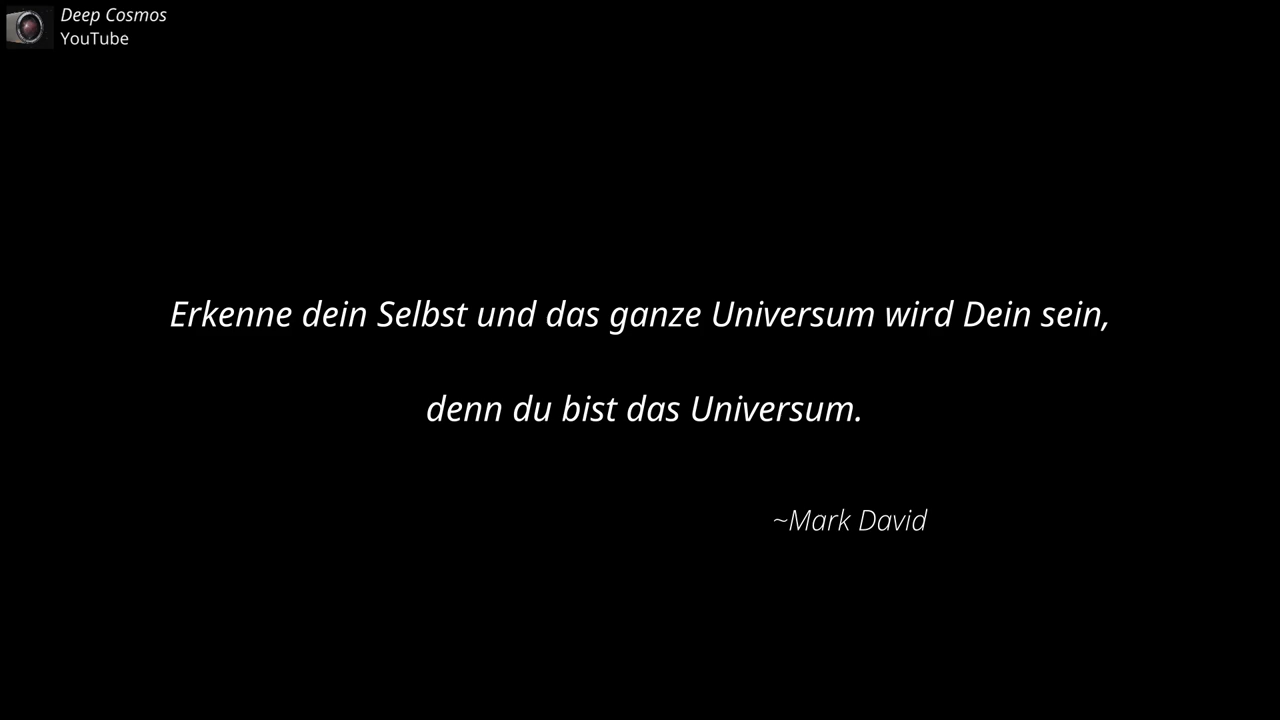 Deep Cosmos
YouTube
Erkenne dein Selbst und das ganze Universum wird Dein sein,
denn du bist das Universum.
~Mark David